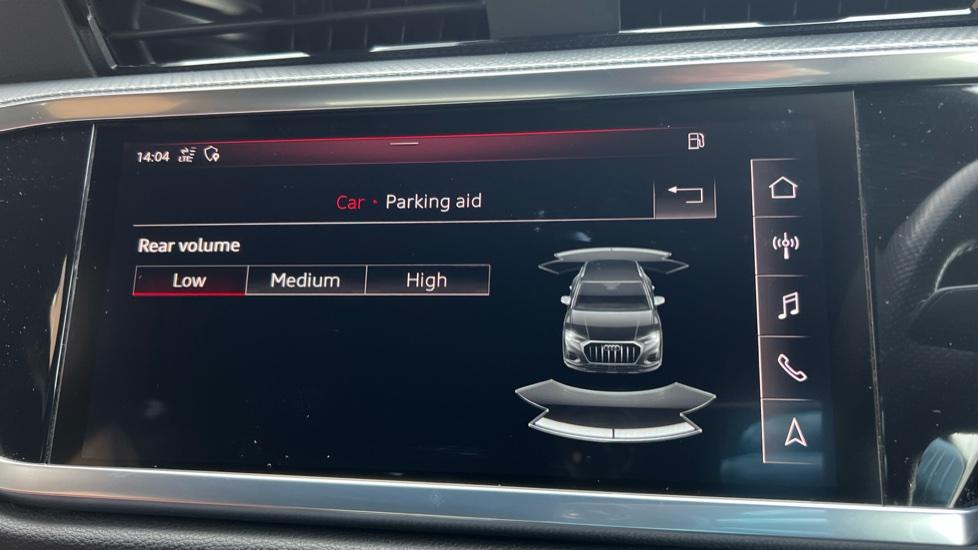 14:04 LTE
Car • Parking aid
Rear volume
Low Medium High